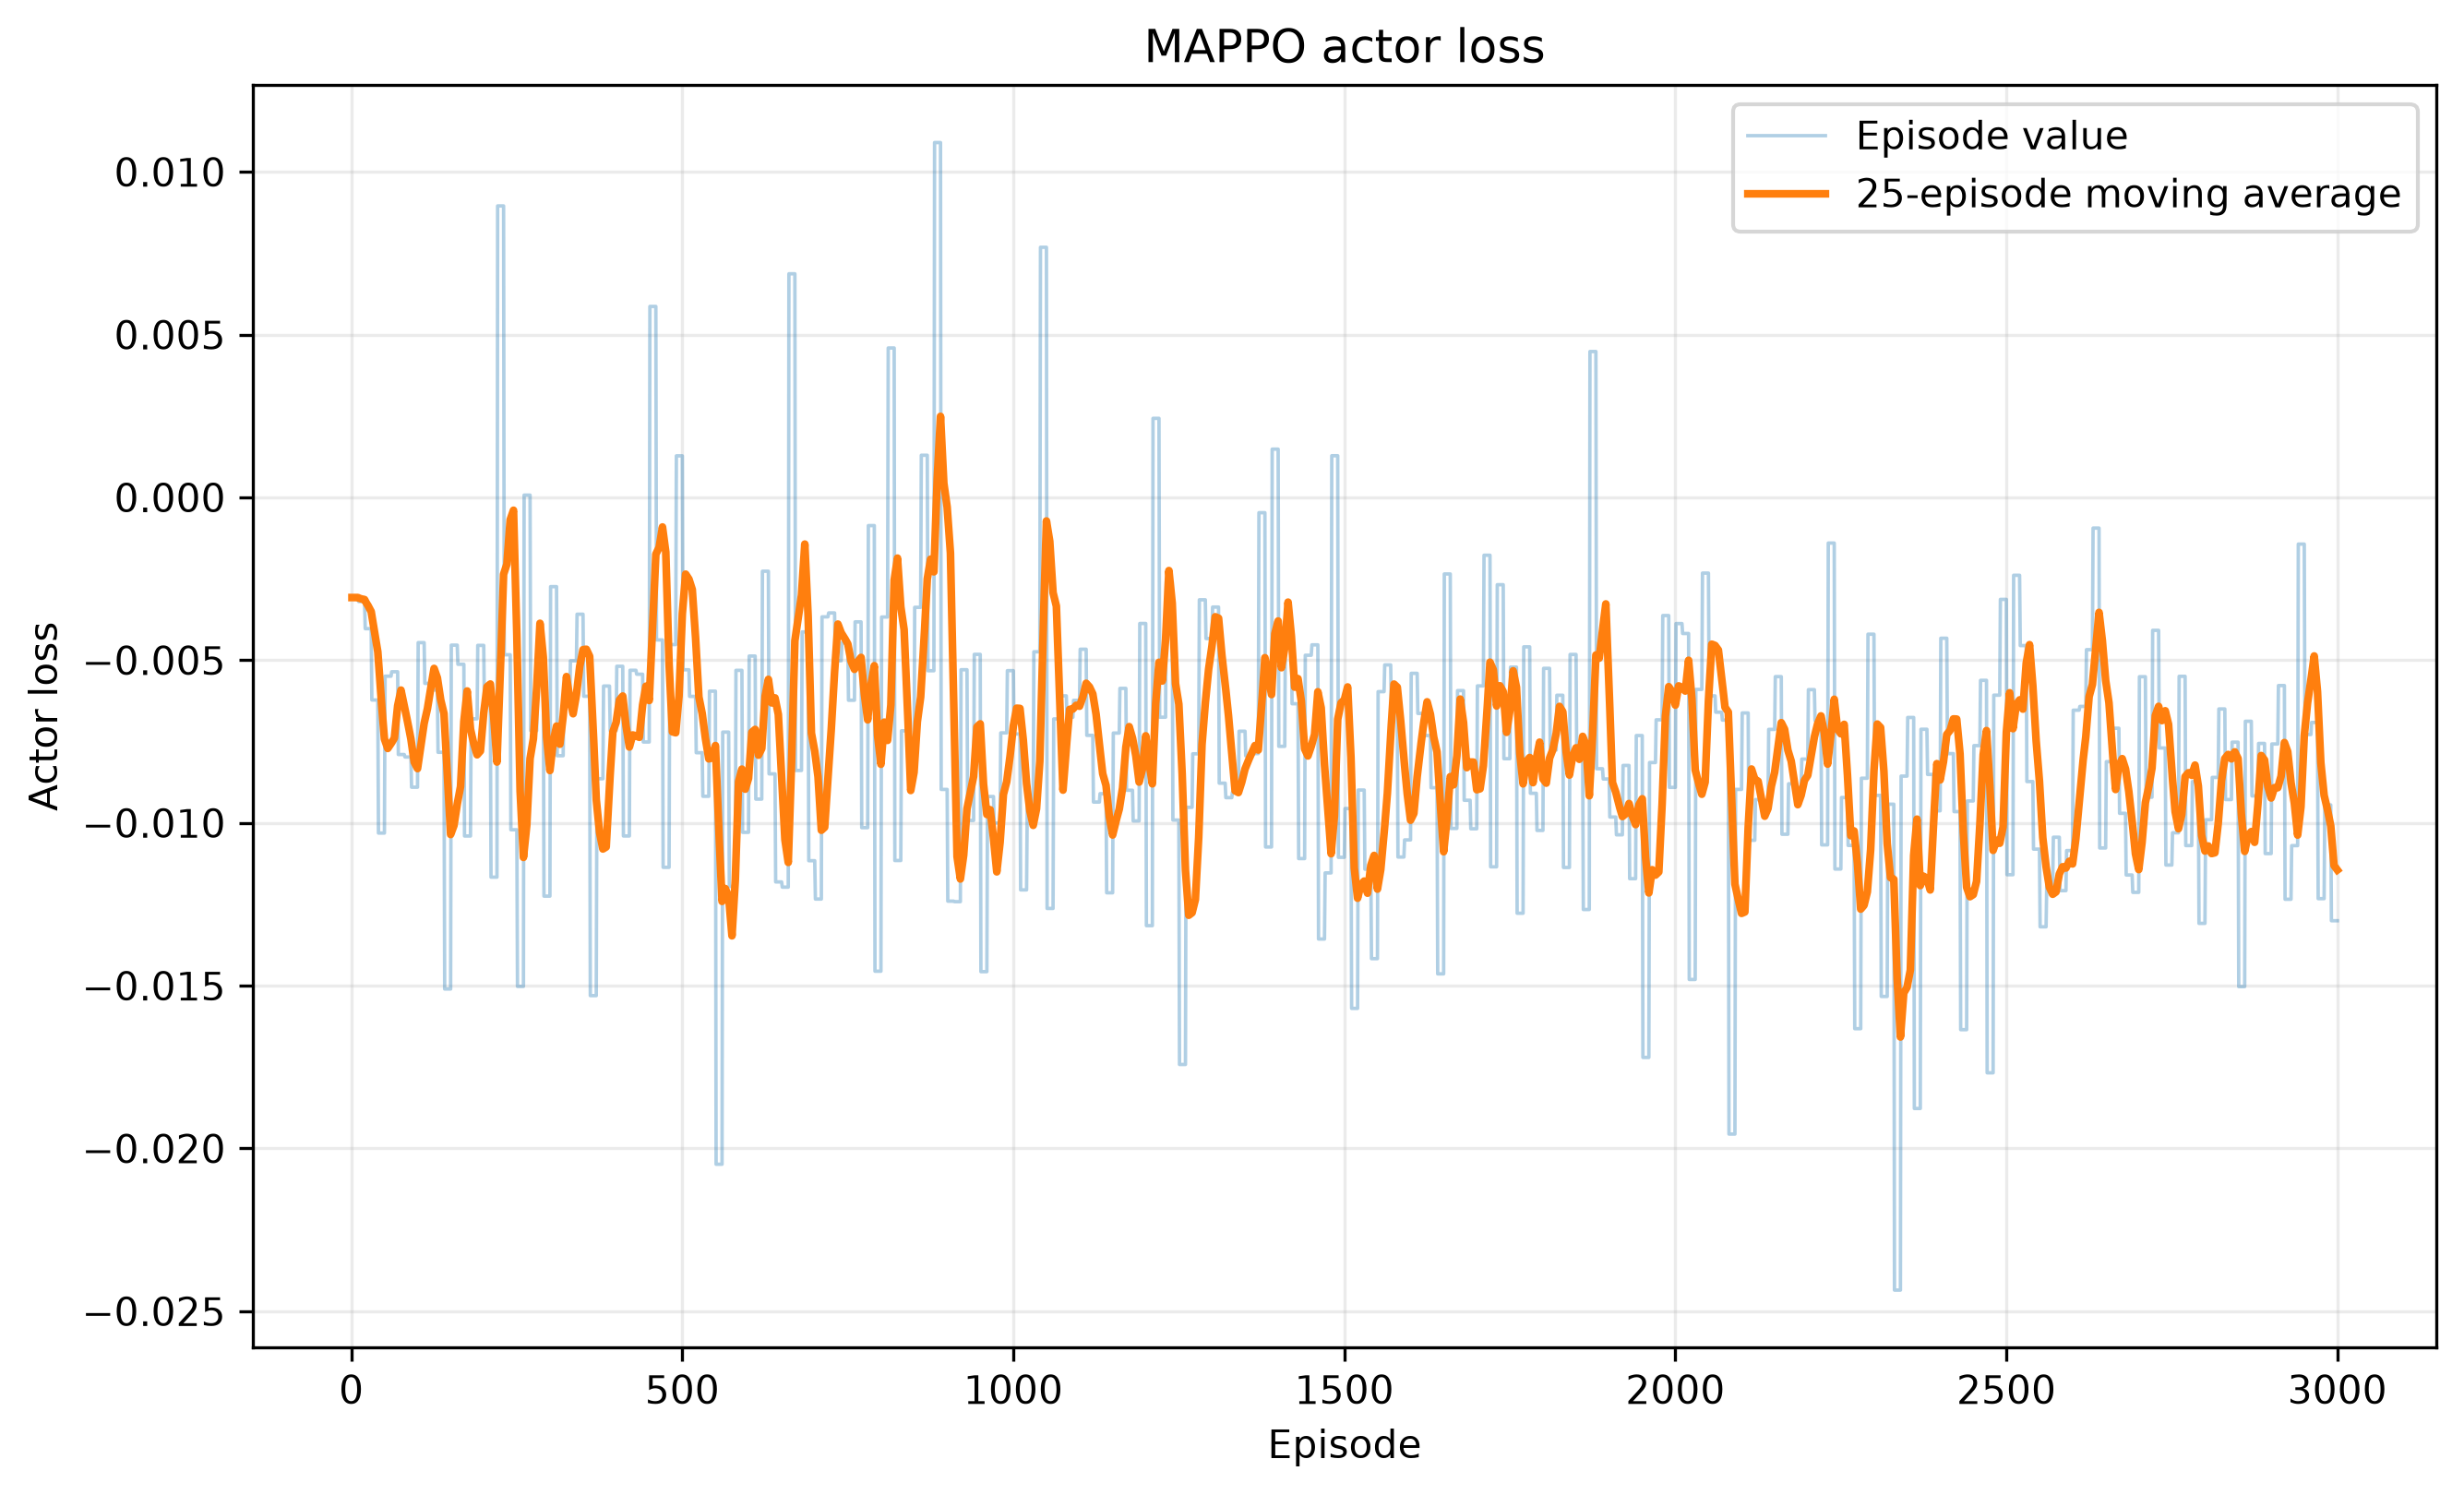 MAPPO actor loss
Episode value
25-episode moving average
0.010
0.005
0.000
−0.005
−0.010
−0.015
−0.020
−0.025
Actor loss
0 500 1000 1500 2000 2500 3000
Episode